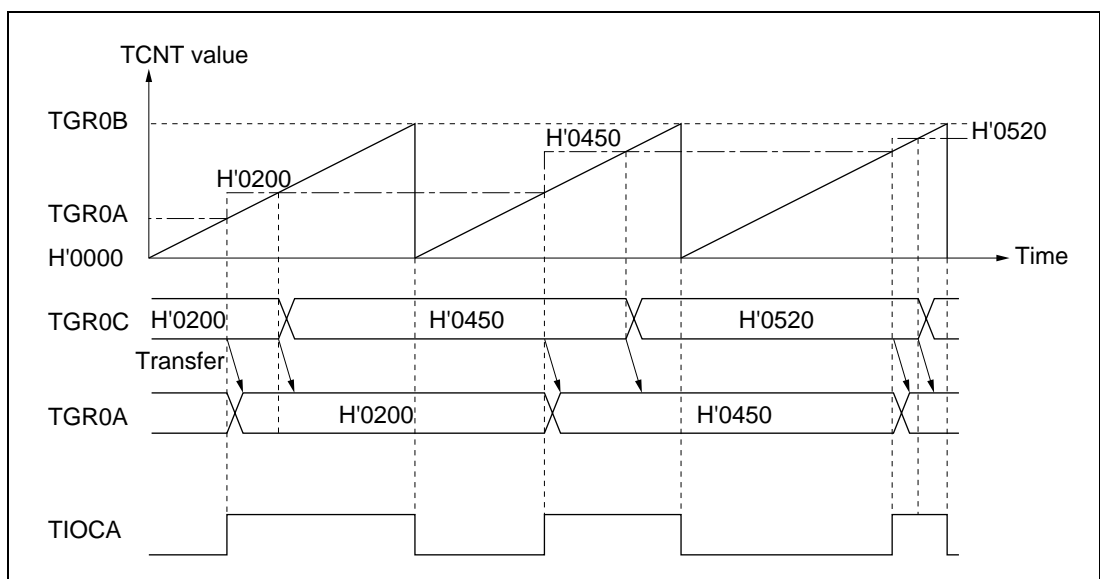 TCNT value
TGR0B
H'0450
H'0520
H'0200
TGR0A
H'0000
Time
TGR0C
H'0200
H'0450
H'0520
Transfer
TGR0A
H'0200
H'0450
TIOCA